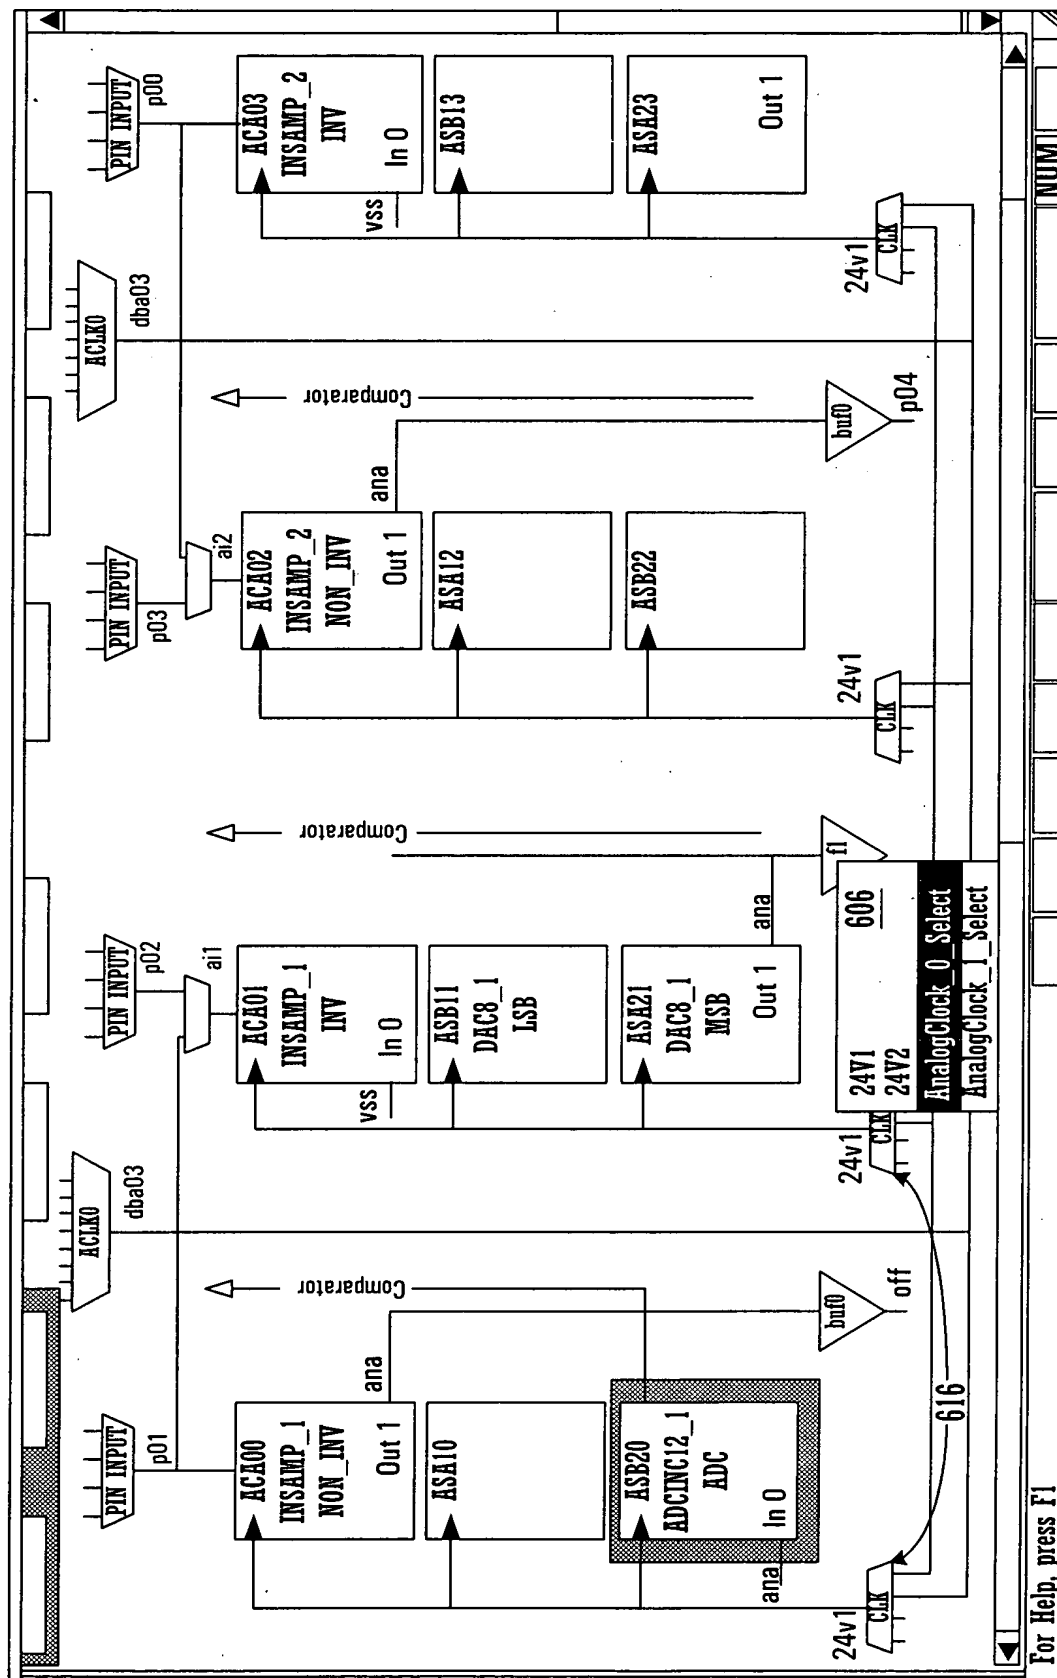 PIN INPUT
p01
ACLK0
dba03
PIN INPUT
p02
ai1
PIN INPUT
p03
ai2
ACLK0
dba03
PIN INPUT
p00
ACA00
INSAMP_1
NON_INV
Out 1
ana
ASA10
ASB20
ADCINC12_1
ADC
In 0
ana
Comparator
buf0
off
24v1
CLK
ACA01
INSAMP_1
INV
In 0
vss
ASB11
DAC8_1
LSB
ASA21
DAC8_1
MSB
Out 1
ana
Comparator
f1
24v1
CLK
606
24V1
24V2
AnalogClock_0_Select
AnalogClock_1_Select
616
ACA02
INSAMP_2
NON_INV
Out 1
ana
ASA12
ASB22
Comparator
buf0
p04
24v1
CLK
ACA03
INSAMP_2
INV
In 0
vss
ASB13
ASA23
Out 1
24v1
CLK
For Help, press F1
NUM